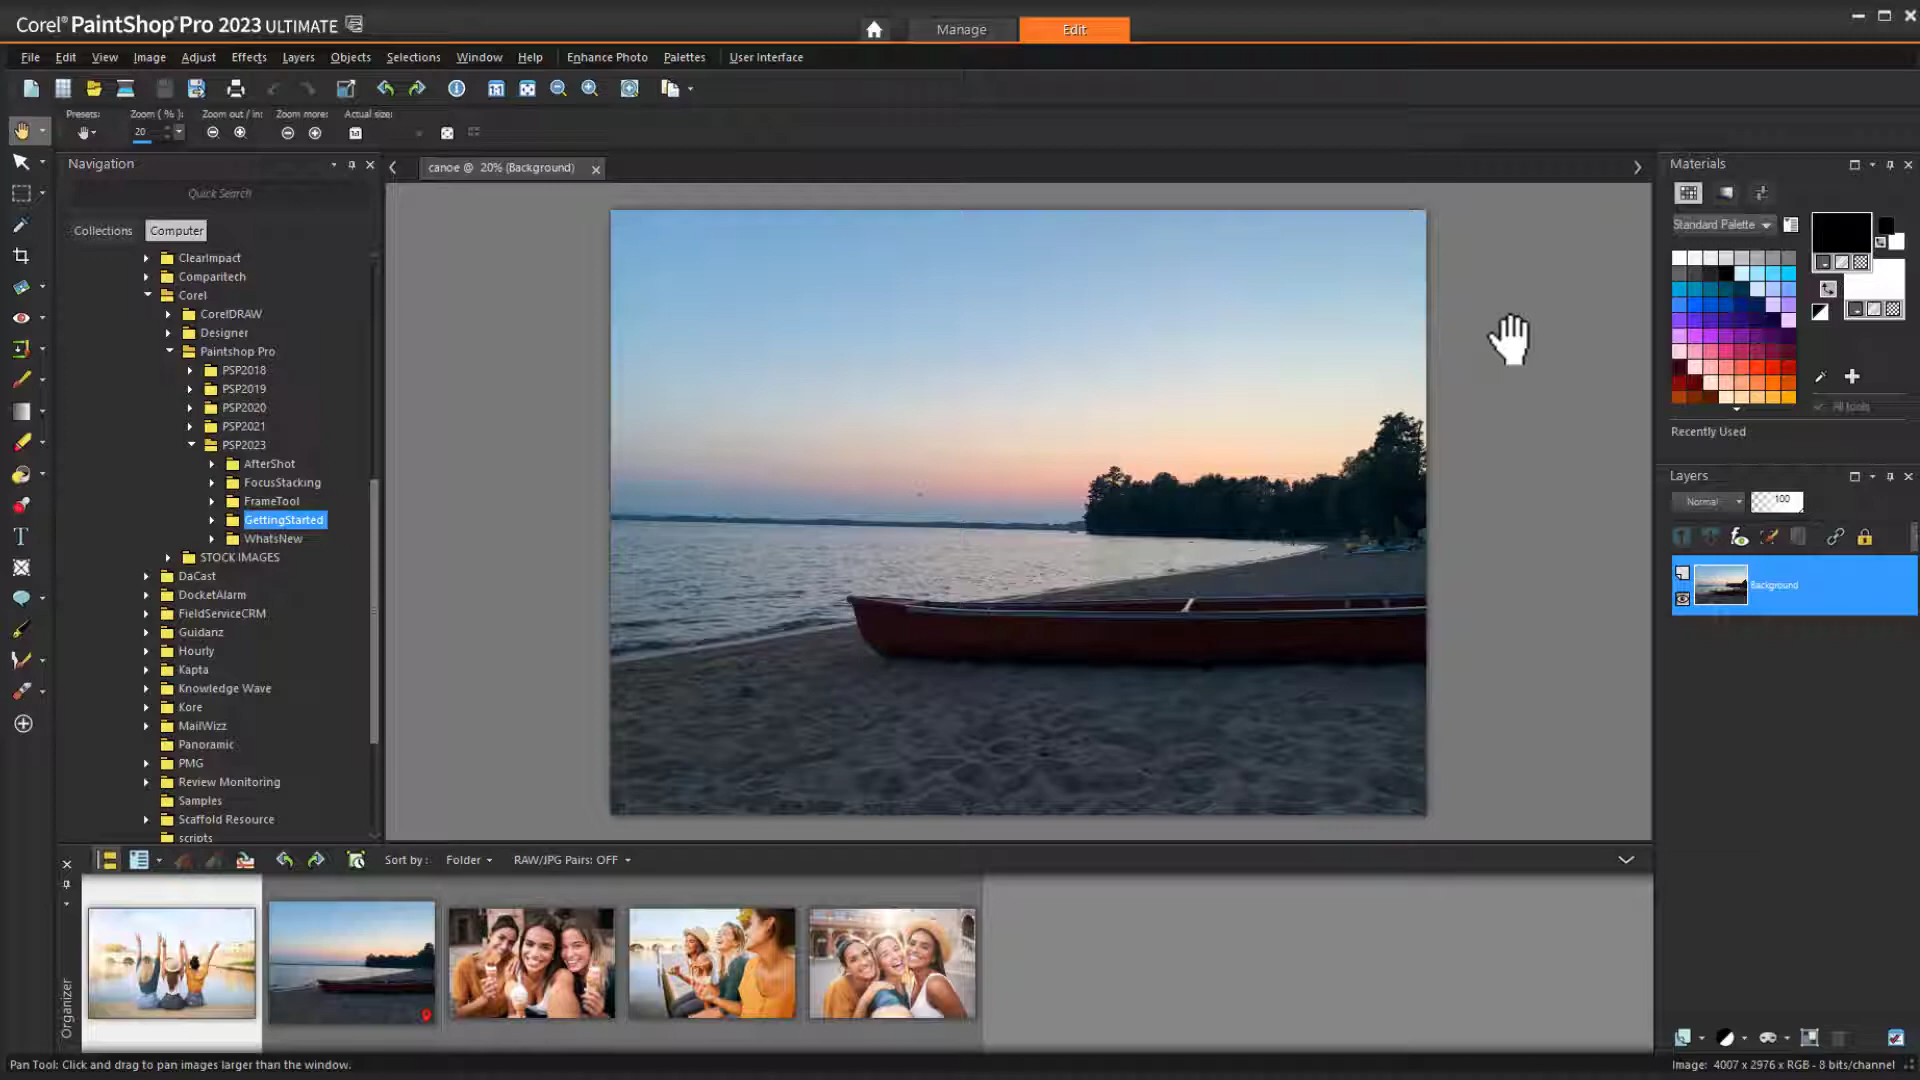 Corel® PaintShop® Pro 2023 ULTIMATE
Manage
Edit
File Edit View Image Adjust Effects Layers Objects Selections Window Help Enhance Photo Palettes User Interface
Presets: Zoom ( % ): Zoom out / in: Zoom more: Actual size:
20
Navigation
Quick Search
Collections Computer
ClearImpact
Comparitech
Corel
CorelDRAW
Designer
Paintshop Pro
PSP2018
PSP2019
PSP2020
PSP2021
PSP2023
AfterShot
FocusStacking
FrameTool
GettingStarted
WhatsNew
STOCK IMAGES
DaCast
DocketAlarm
FieldServiceCRM
Guidanz
Hourly
Kapta
Knowledge Wave
Kore
MailWizz
Panoramic
PMG
Review Monitoring
Samples
Scaffold Resource
scripts
canoe @ 20% (Background)
Materials
Standard Palette
All tools
Recently Used
Layers
Normal 100
Background
Sort by : Folder RAW/JPG Pairs: OFF
Organizer
Pan Tool: Click and drag to pan images larger than the window.
Image: 4007 x 2976 x RGB - 8 bits/channel